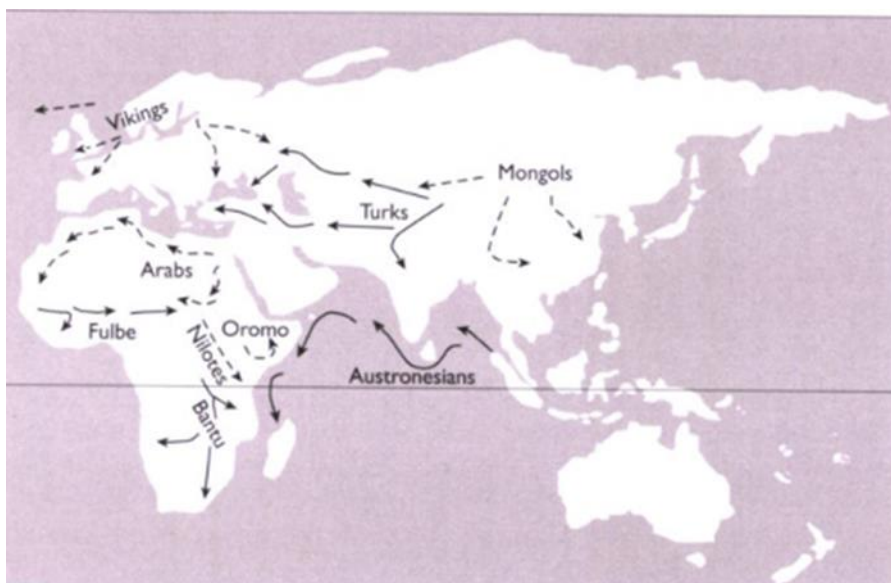 Vikings
Mongols
Turks
Arabs
Fulbe
Oromo
Nilotes
Austronesians
Bantu